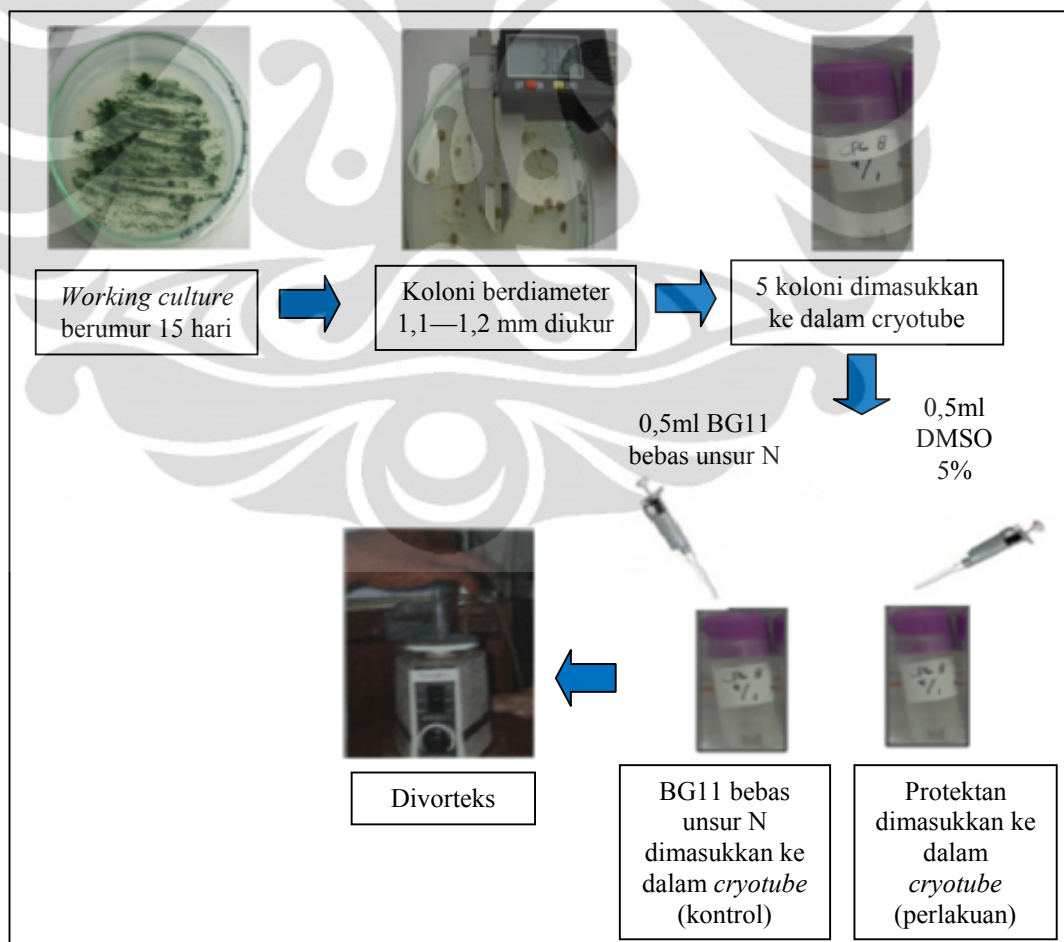 Working culture
berumur 15 hari
Koloni berdiameter
1,1—1,2 mm diukur
5 koloni dimasukkan
ke dalam cryotube
0,5ml BG11
bebas unsur N
0,5ml
DMSO
5%
Divorteks
BG11 bebas
unsur N
dimasukkan ke
dalam cryotube
(kontrol)
Protektan
dimasukkan ke
dalam
cryotube
(perlakuan)